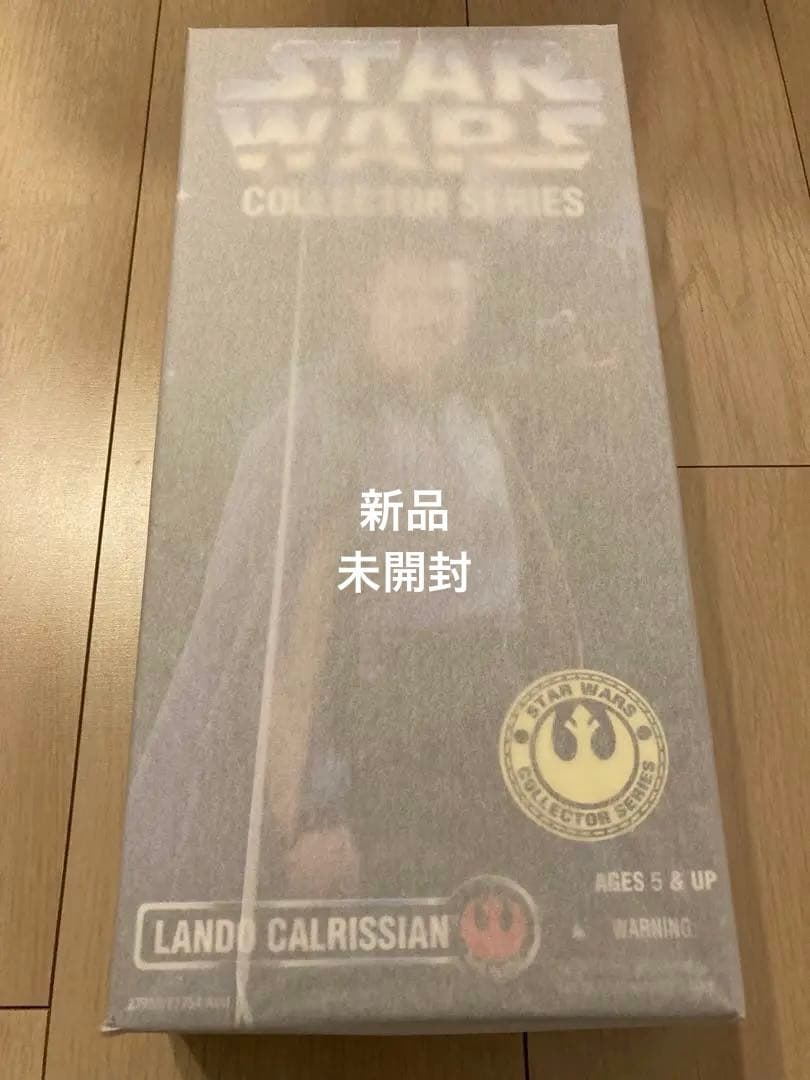 STAR
WARS
COLLECTOR SERIES
新品
未開封
STAR WARS
COLLECTOR SERIES
AGES 5 & UP
LANDO CALRISSIAN
WARNING